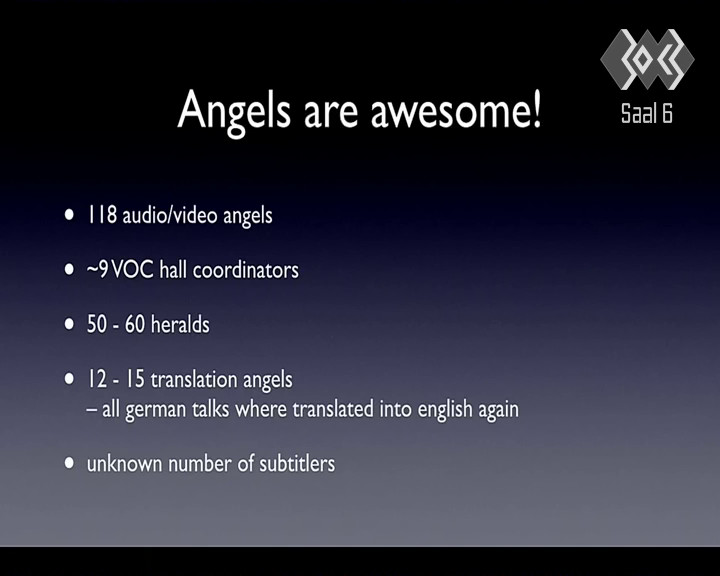 Saal 6
Angels are awesome!
• 118 audio/video angels
• ~9 VOC hall coordinators
• 50 - 60 heralds
• 12 - 15 translation angels
– all german talks where translated into english again
• unknown number of subtitlers